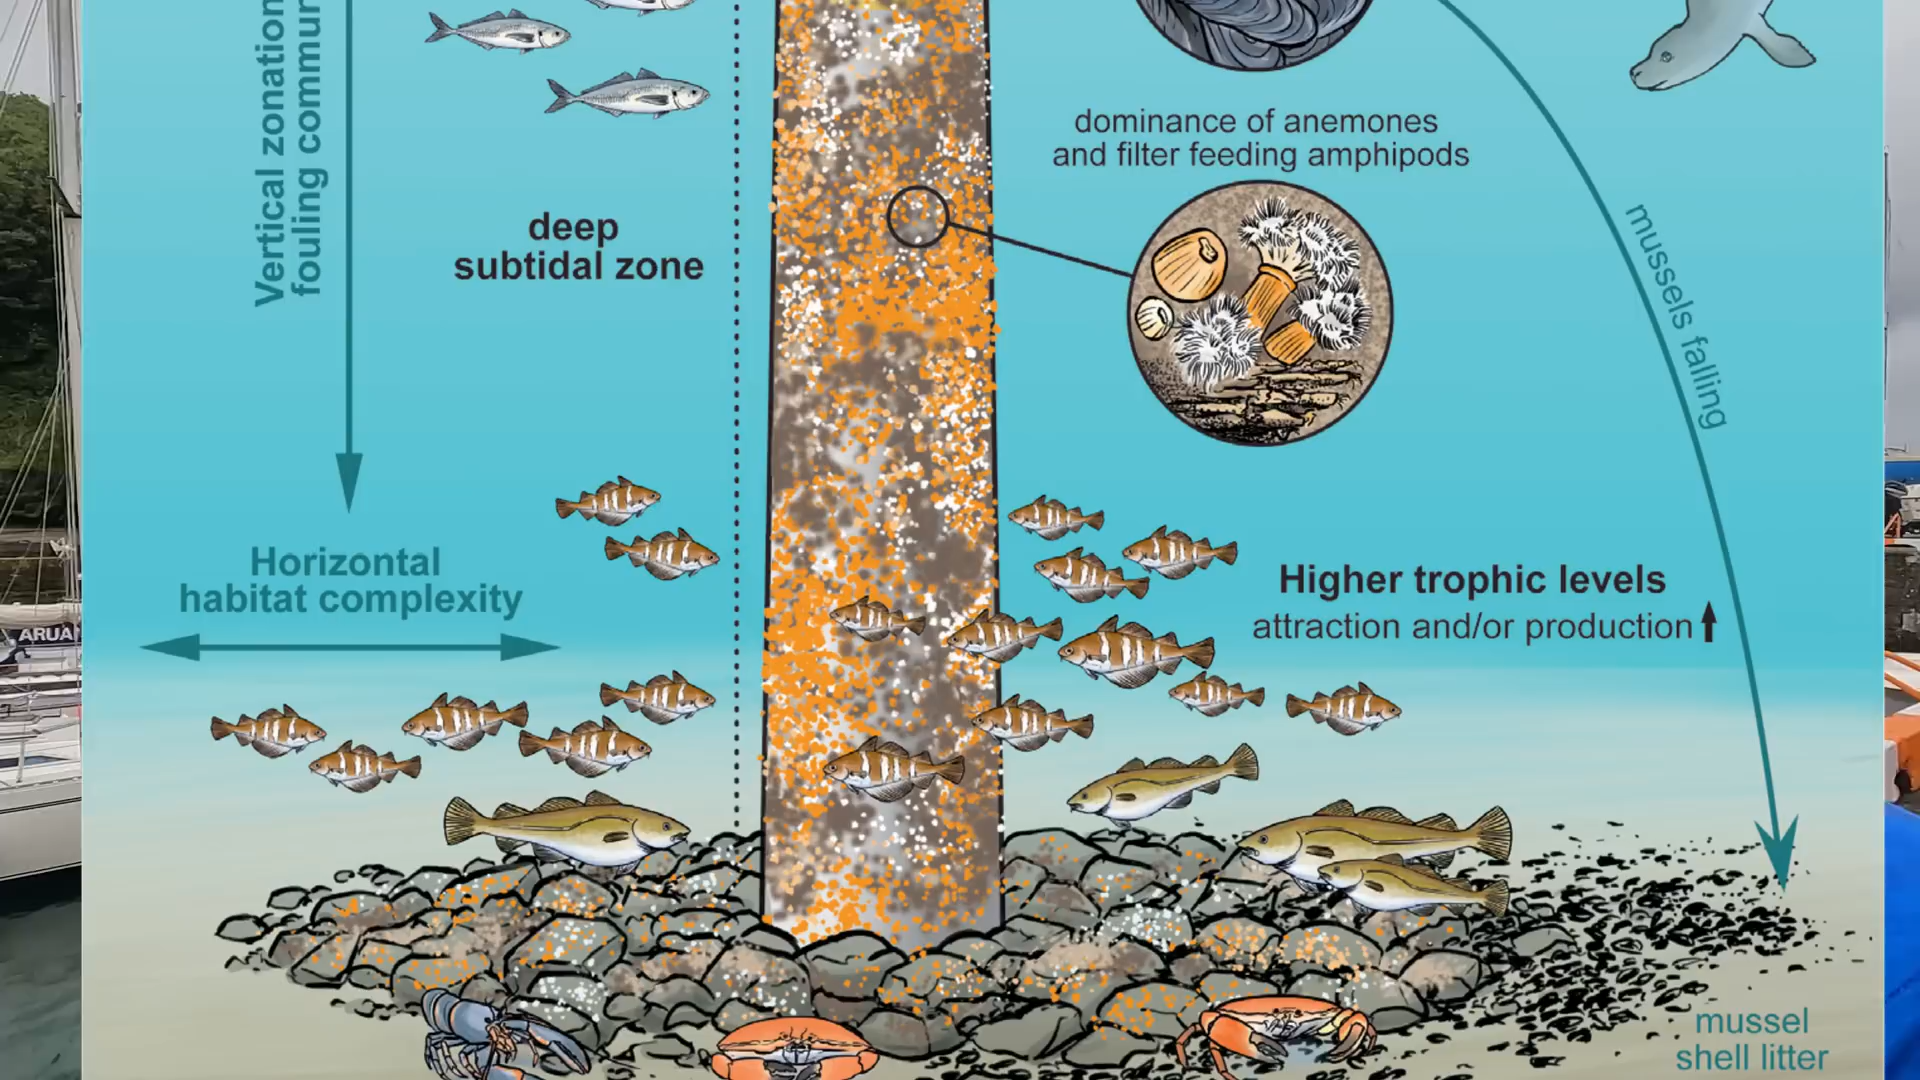 Vertical zonation
fouling commun
dominance of anemones
and filter feeding amphipods
deep
subtidal zone
mussels falling
Horizontal
habitat complexity
Higher trophic levels
attraction and/or production
ARUA
mussel
shell litter